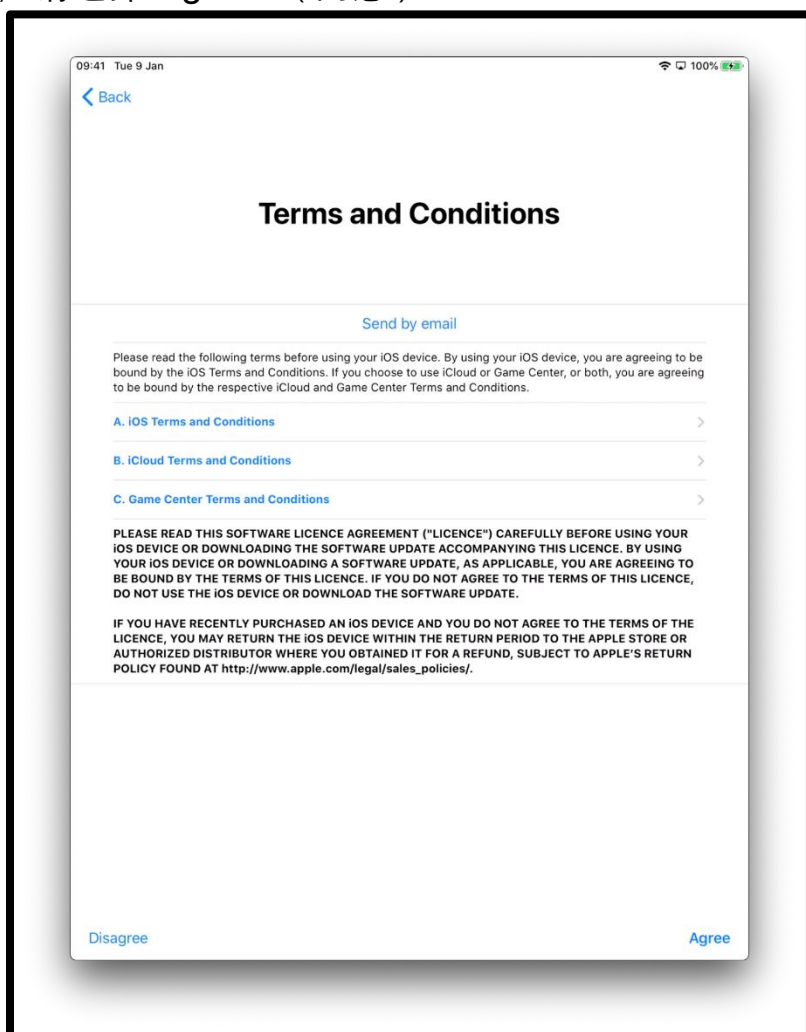 09:41 Tue 9 Jan
100%
Back
Terms and Conditions
Send by email
Please read the following terms before using your iOS device. By using your iOS device, you are agreeing to be
bound by the iOS Terms and Conditions. If you choose to use iCloud or Game Center, or both, you are agreeing
to be bound by the respective iCloud and Game Center Terms and Conditions.
A. iOS Terms and Conditions
B. iCloud Terms and Conditions
C. Game Center Terms and Conditions
PLEASE READ THIS SOFTWARE LICENCE AGREEMENT ("LICENCE") CAREFULLY BEFORE USING YOUR
iOS DEVICE OR DOWNLOADING THE SOFTWARE UPDATE ACCOMPANYING THIS LICENCE. BY USING
YOUR iOS DEVICE OR DOWNLOADING A SOFTWARE UPDATE, AS APPLICABLE, YOU ARE AGREEING TO
BE BOUND BY THE TERMS OF THIS LICENCE. IF YOU DO NOT AGREE TO THE TERMS OF THIS LICENCE,
DO NOT USE THE iOS DEVICE OR DOWNLOAD THE SOFTWARE UPDATE.
IF YOU HAVE RECENTLY PURCHASED AN iOS DEVICE AND YOU DO NOT AGREE TO THE TERMS OF THE
LICENCE, YOU MAY RETURN THE iOS DEVICE WITHIN THE RETURN PERIOD TO THE APPLE STORE OR
AUTHORIZED DISTRIBUTOR WHERE YOU OBTAINED IT FOR A REFUND, SUBJECT TO APPLE'S RETURN
POLICY FOUND AT http://www.apple.com/legal/sales_policies/.
Disagree
Agree